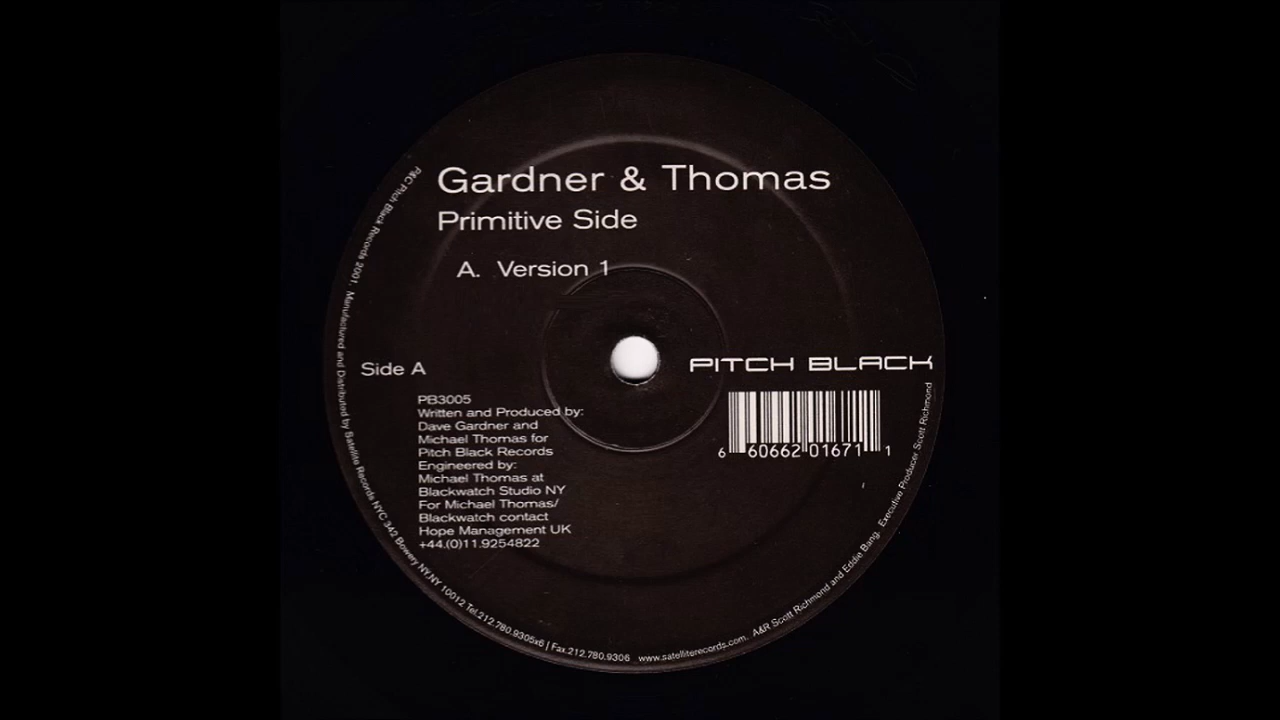 Gardner & Thomas
Primitive Side
A. Version 1
Side A
PITCH BLACK
PB3005
Written and Produced by:
Dave Gardner and
Michael Thomas for
Pitch Black Records
Engineered by:
Michael Thomas at
Blackwatch Studio NY
For Michael Thomas/
Blackwatch contact
Hope Management UK
+44.(0)11.9254822
6 60662 01671 1
P&C Pitch Black Records 2001. Manufactured and Distributed by Satellite Records NYC 342 Bowery NY,NY 10012 Tel.212.780.9305x6 | Fax.212.780.9306 www.satelliterecords.com. A&R Scott Richmond and Eddie Bang. Executive Producer Scott Richmond